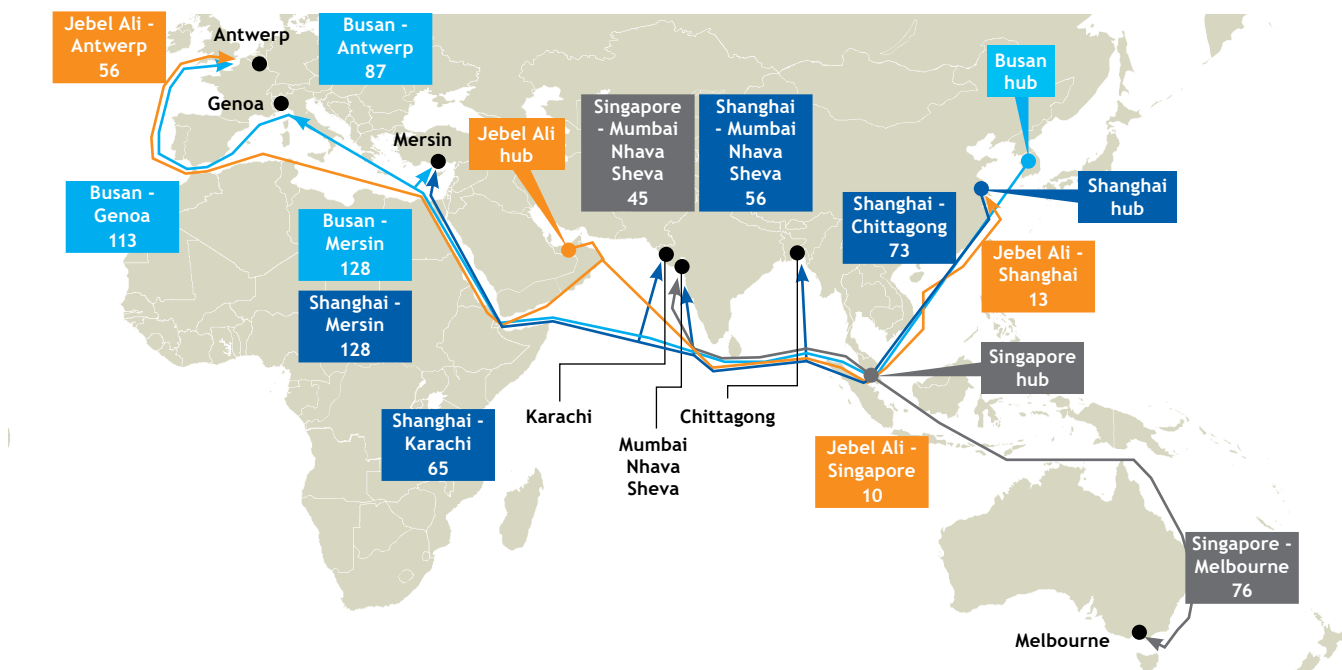 Jebel Ali -
Antwerp
56
Antwerp
Busan -
Antwerp
87
Genoa
Mersin
Jebel Ali
hub
Singapore
- Mumbai
Nhava
Sheva
45
Shanghai
- Mumbai
Nhava
Sheva
56
Busan
hub
Shanghai
hub
Busan -
Genoa
113
Busan -
Mersin
128
Shanghai -
Mersin
128
Shanghai -
Chittagong
73
Jebel Ali -
Shanghai
13
Singapore
hub
Shanghai -
Karachi
65
Karachi
Mumbai
Nhava
Sheva
Chittagong
Jebel Ali -
Singapore
10
Singapore -
Melbourne
76
Melbourne